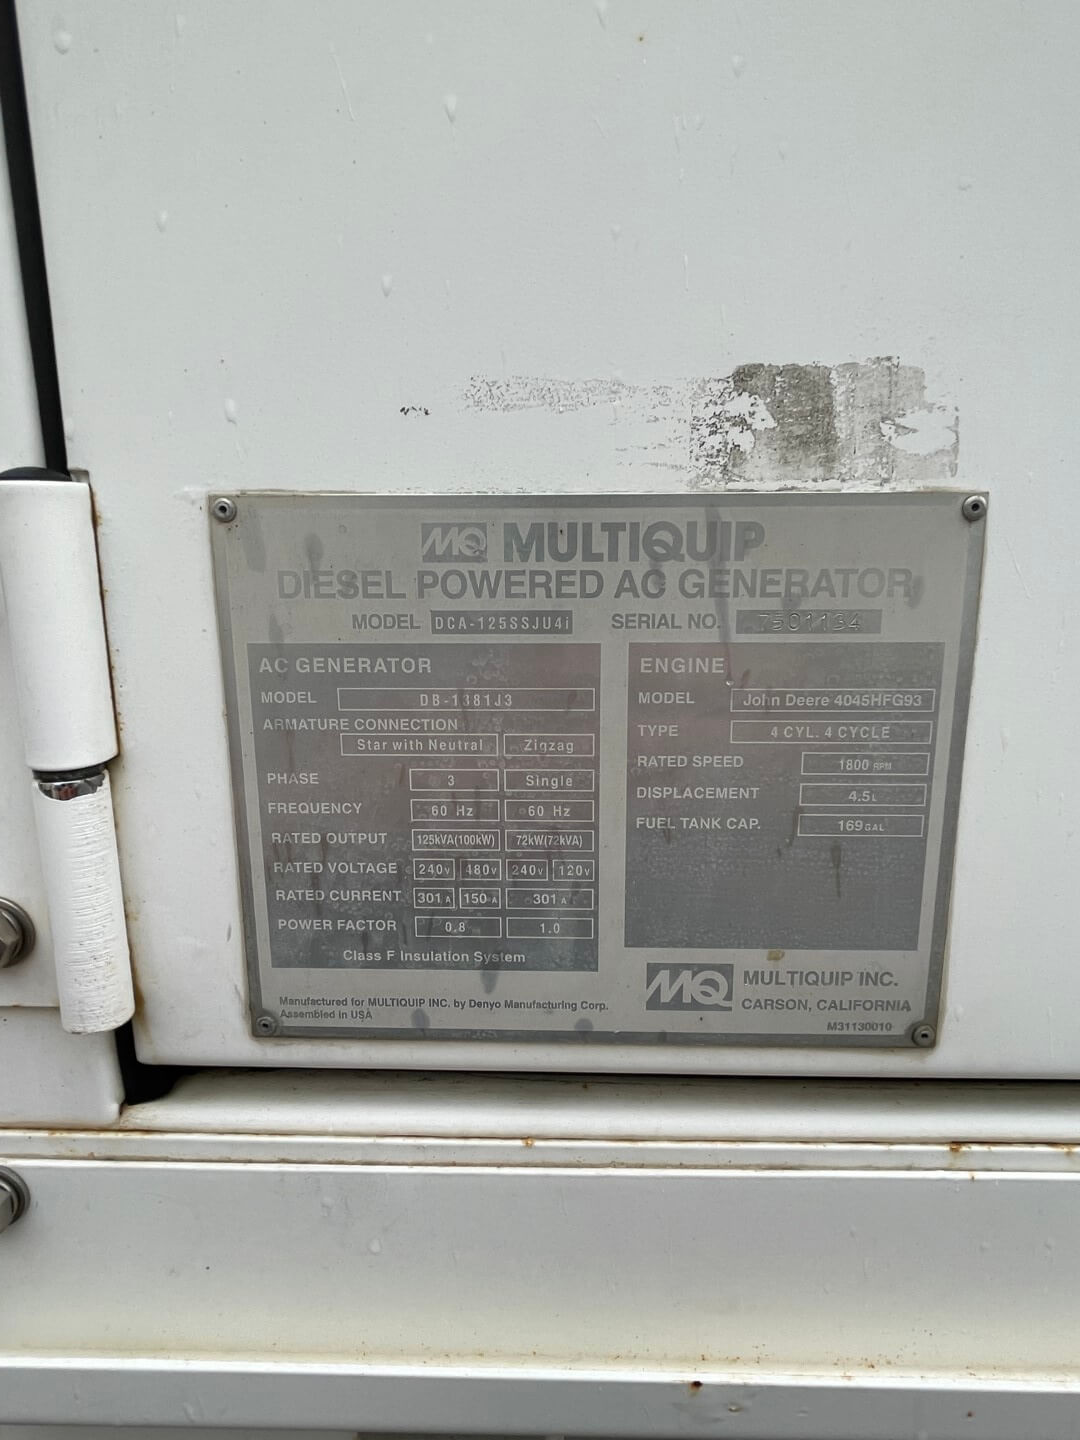 MQ MULTIQUIP
DIESEL POWERED AC GENERATOR
MODEL DCA-125SSJU4i SERIAL NO. 7501134
AC GENERATOR
MODEL DB-1381J3
ARMATURE CONNECTION
Star with Neutral Zigzag
PHASE 3 Single
FREQUENCY 60 Hz 60 Hz
RATED OUTPUT 125kVA(100kW) 72kW(72kVA)
RATED VOLTAGE 240V 480V 240V 120V
RATED CURRENT 301A 150A 301A
POWER FACTOR 0.8 1.0
Class F Insulation System
ENGINE
MODEL John Deere 4045HFG93
TYPE 4 CYL. 4 CYCLE
RATED SPEED 1800 RPM
DISPLACEMENT 4.5L
FUEL TANK CAP. 169GAL
Manufactured for MULTIQUIP INC. by Denyo Manufacturing Corp.
Assembled in USA
MQ MULTIQUIP INC.
CARSON, CALIFORNIA
M31130010